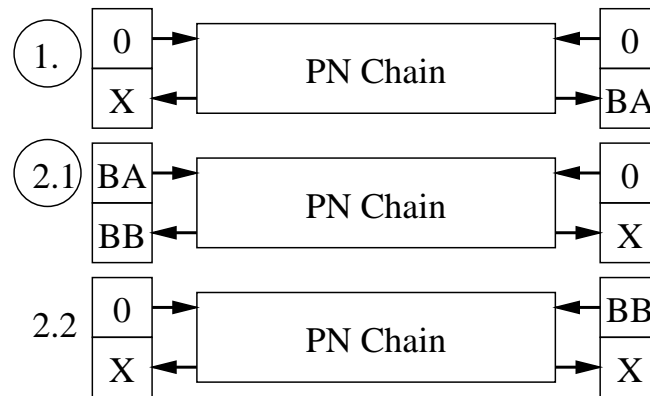 0 0
1. PN Chain
X BA
2.1 BA 0
PN Chain
BB X
0 BB
2.2 PN Chain
X X